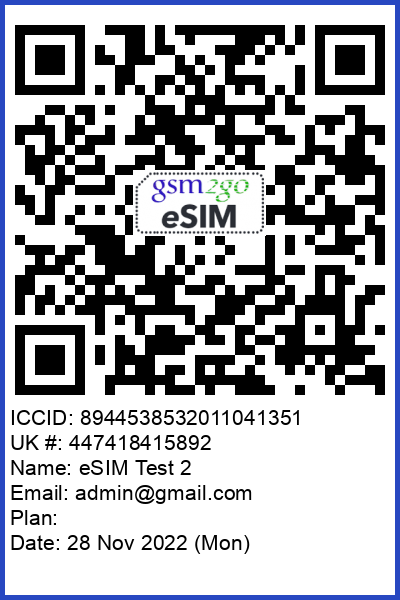 gsm2go
eSIM
ICCID: 8944538532011041351
UK #: 447418415892
Name: eSIM Test 2
Email: admin@gmail.com
Plan:
Date: 28 Nov 2022 (Mon)